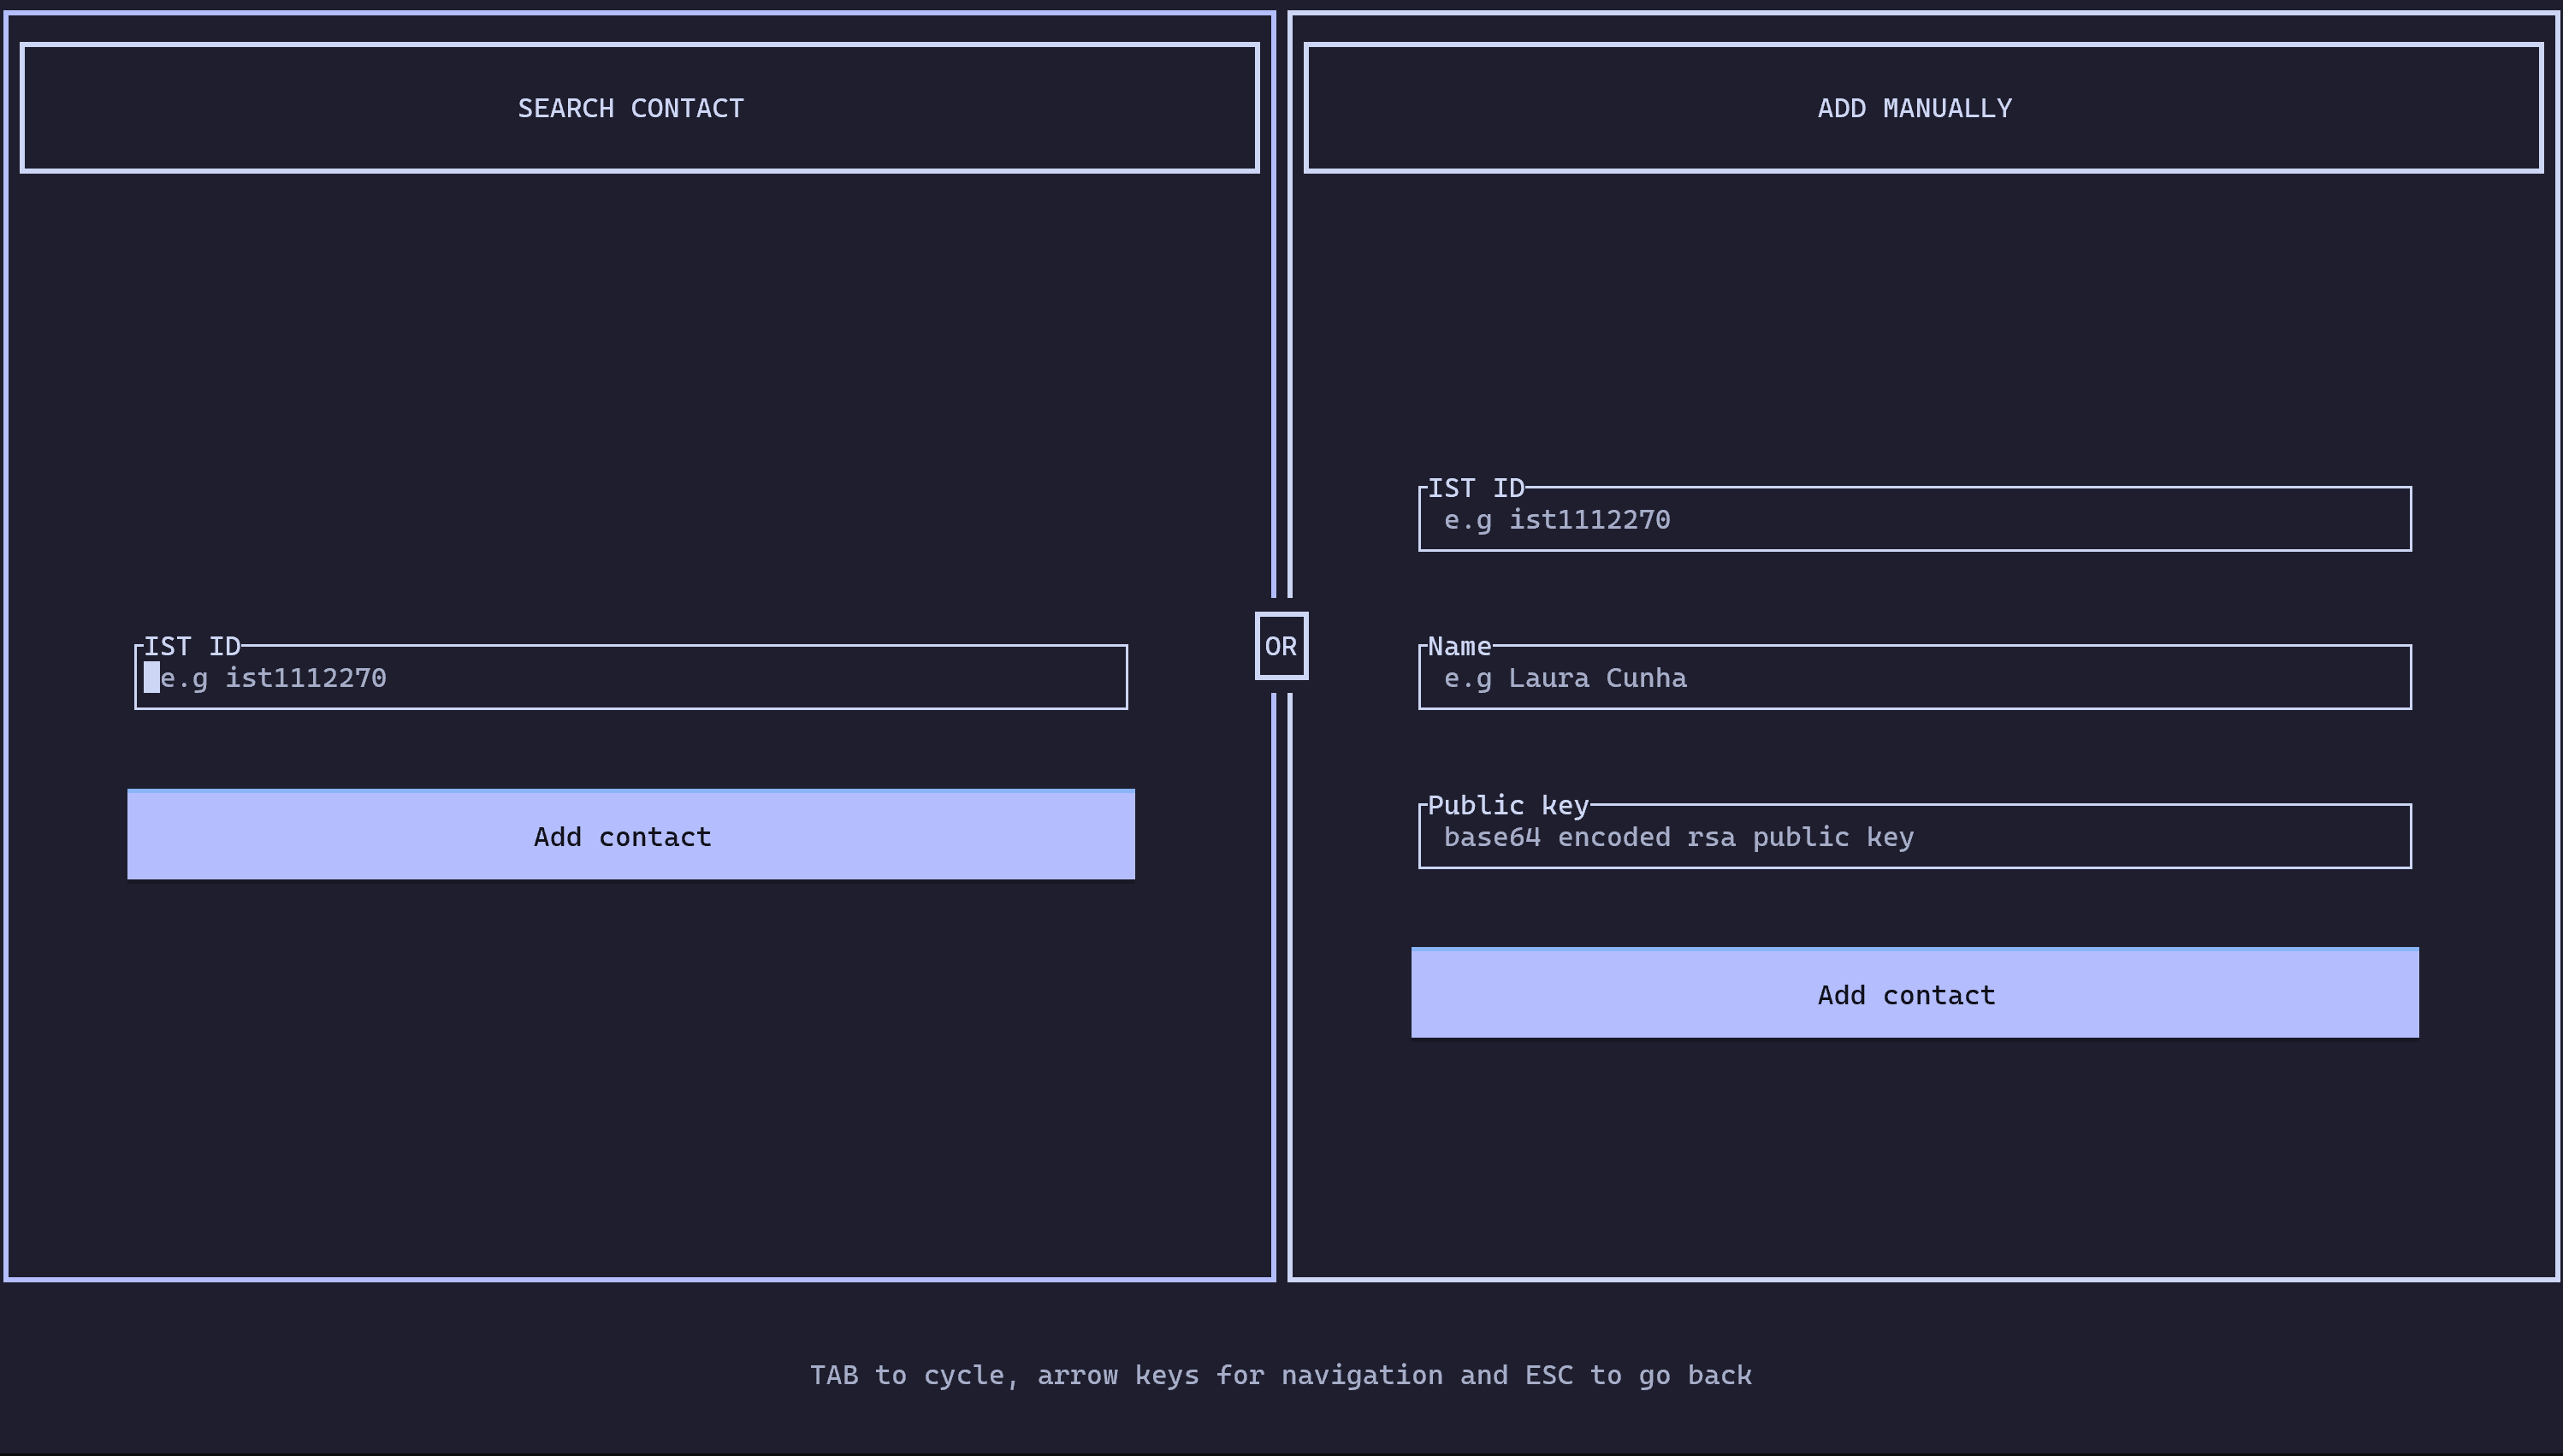 SEARCH CONTACT
IST ID
e.g ist1112270
Add contact
OR
ADD MANUALLY
IST ID
e.g ist1112270
Name
e.g Laura Cunha
Public key
base64 encoded rsa public key
Add contact
TAB to cycle, arrow keys for navigation and ESC to go back